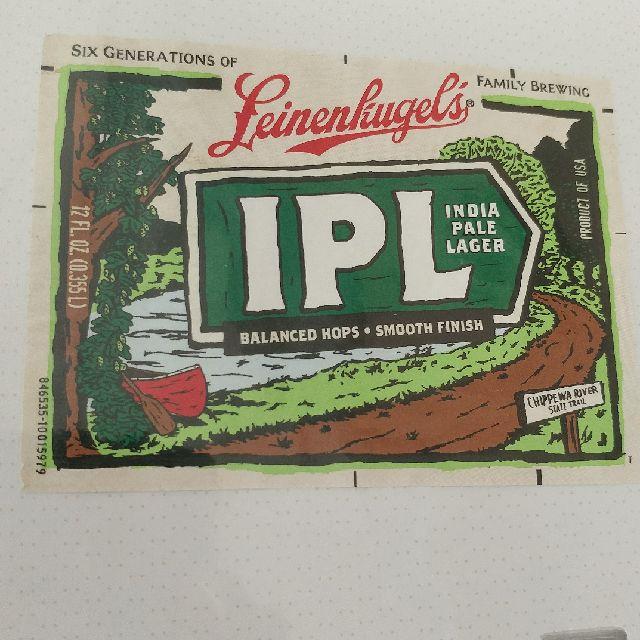 SIX GENERATIONS OF
FAMILY BREWING
Leinenkugel's®
IPL
INDIA
PALE
LAGER
BALANCED HOPS • SMOOTH FINISH
12 FL. OZ. (0.355 L)
PRODUCT OF USA
CHIPPEWA RIVER
STATE TRAIL
846535-10015979